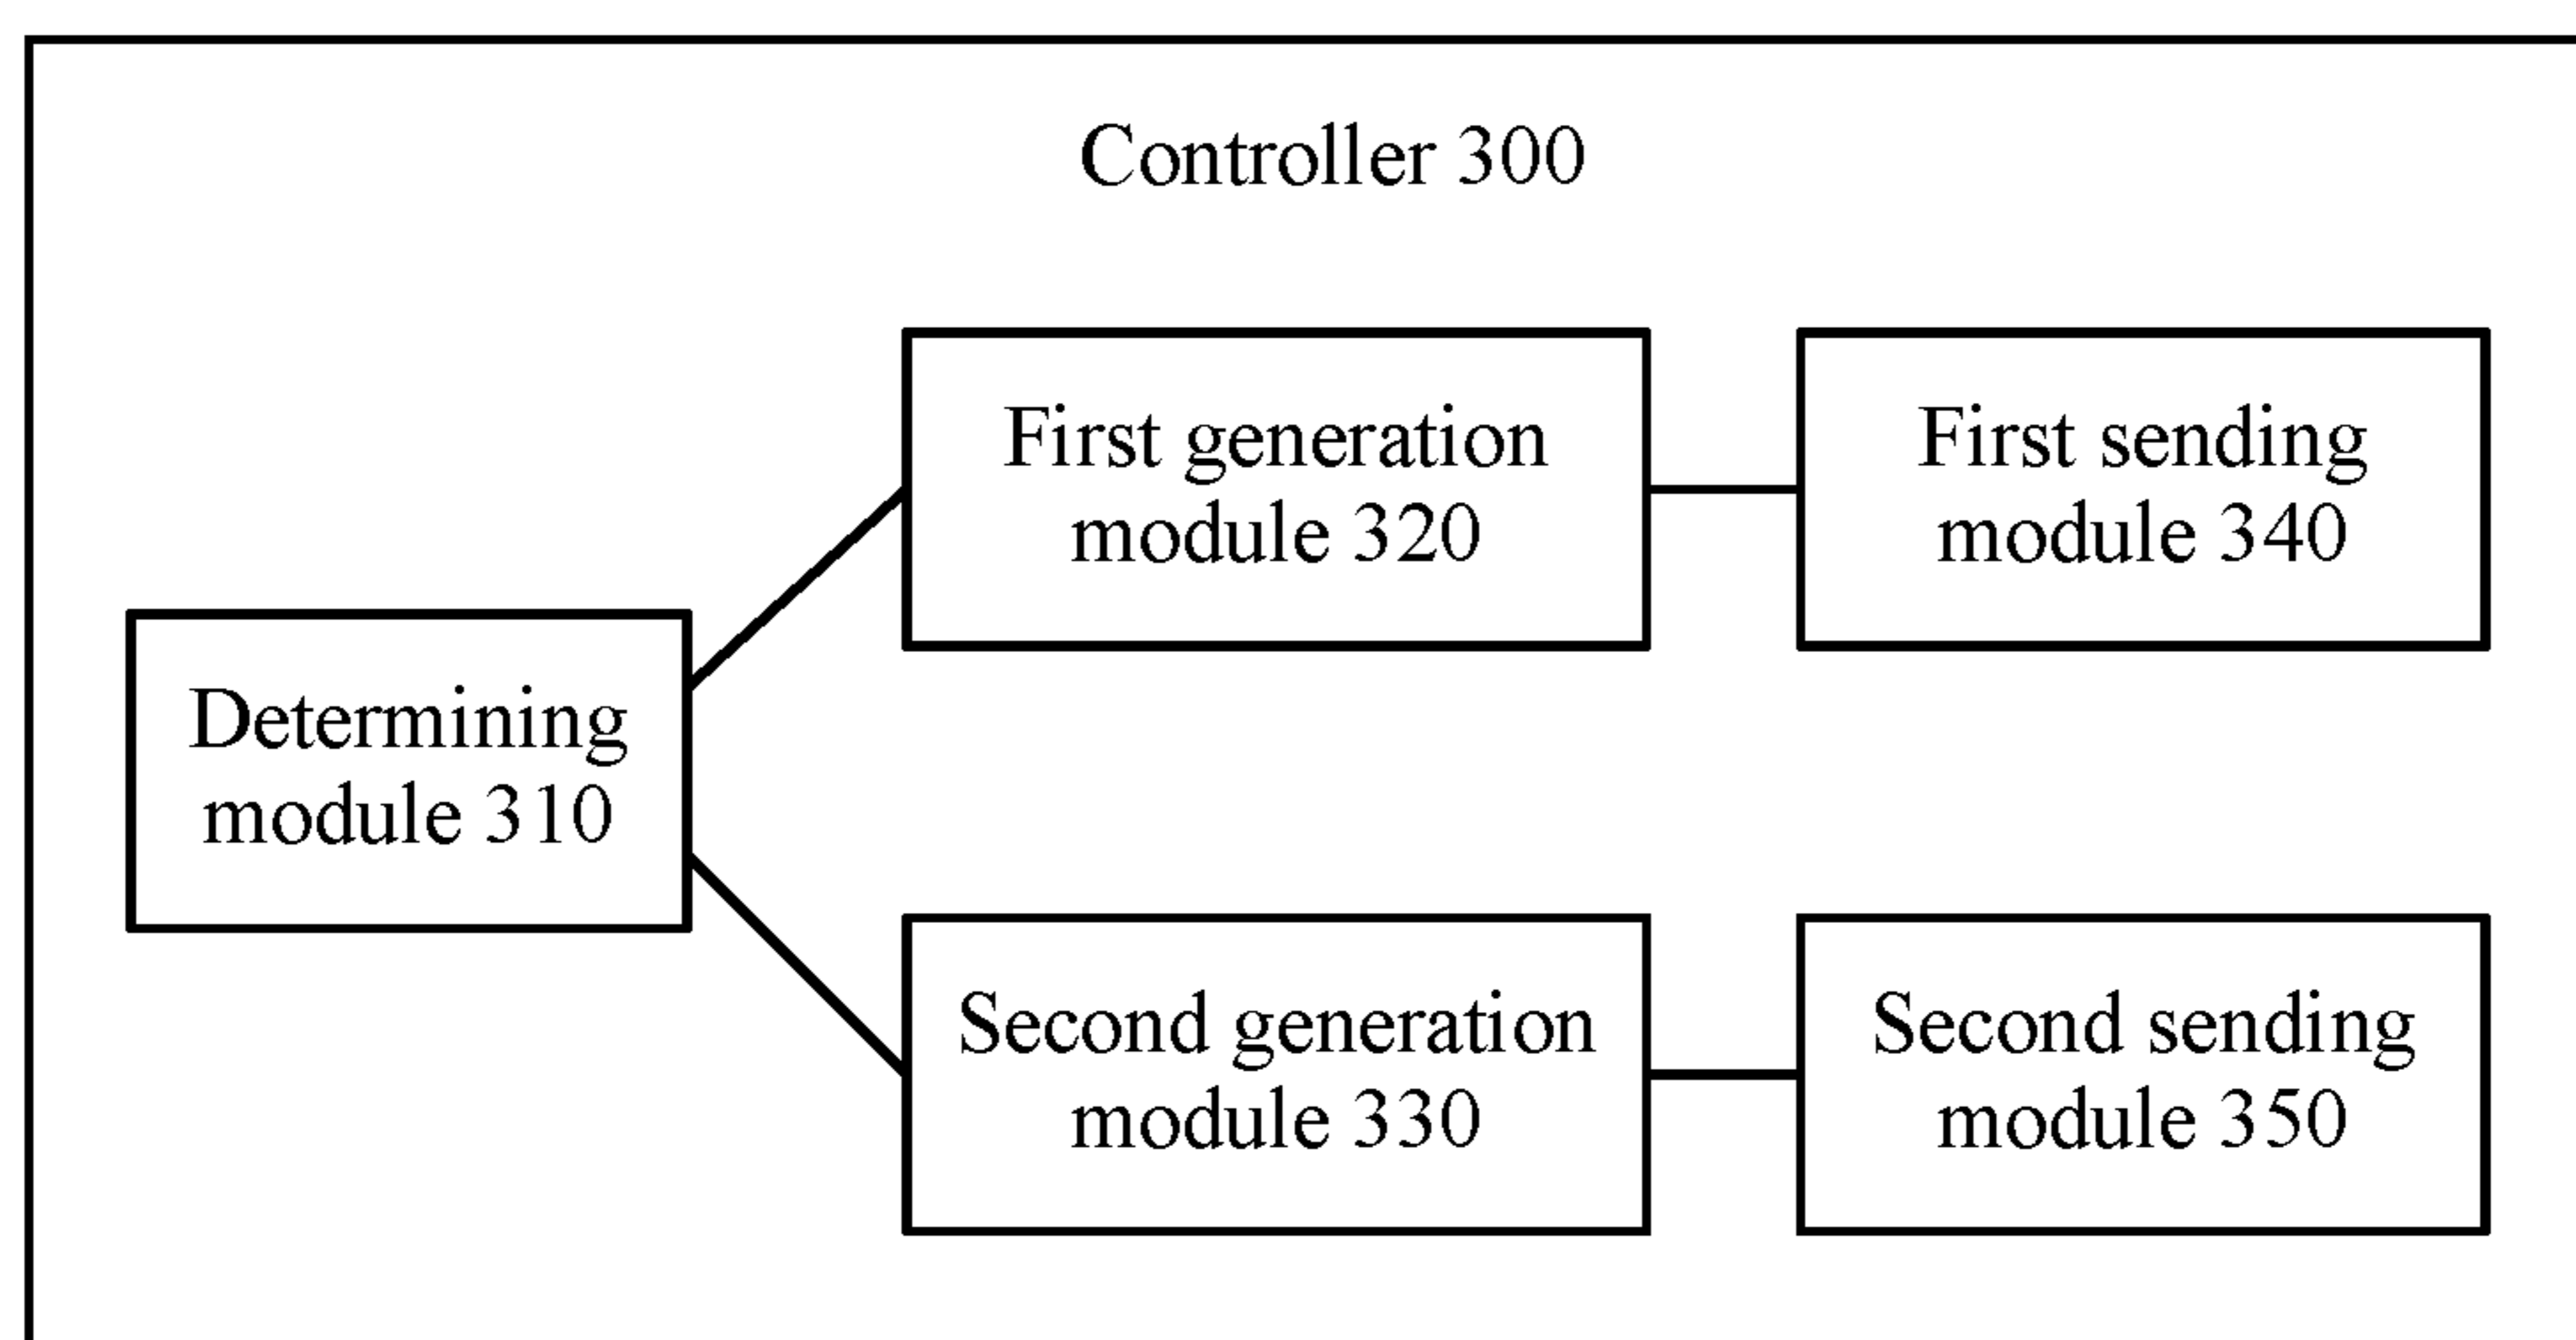 Controller 300
First generation
module 320
First sending
module 340
Determining
module 310
Second generation
module 330
Second sending
module 350